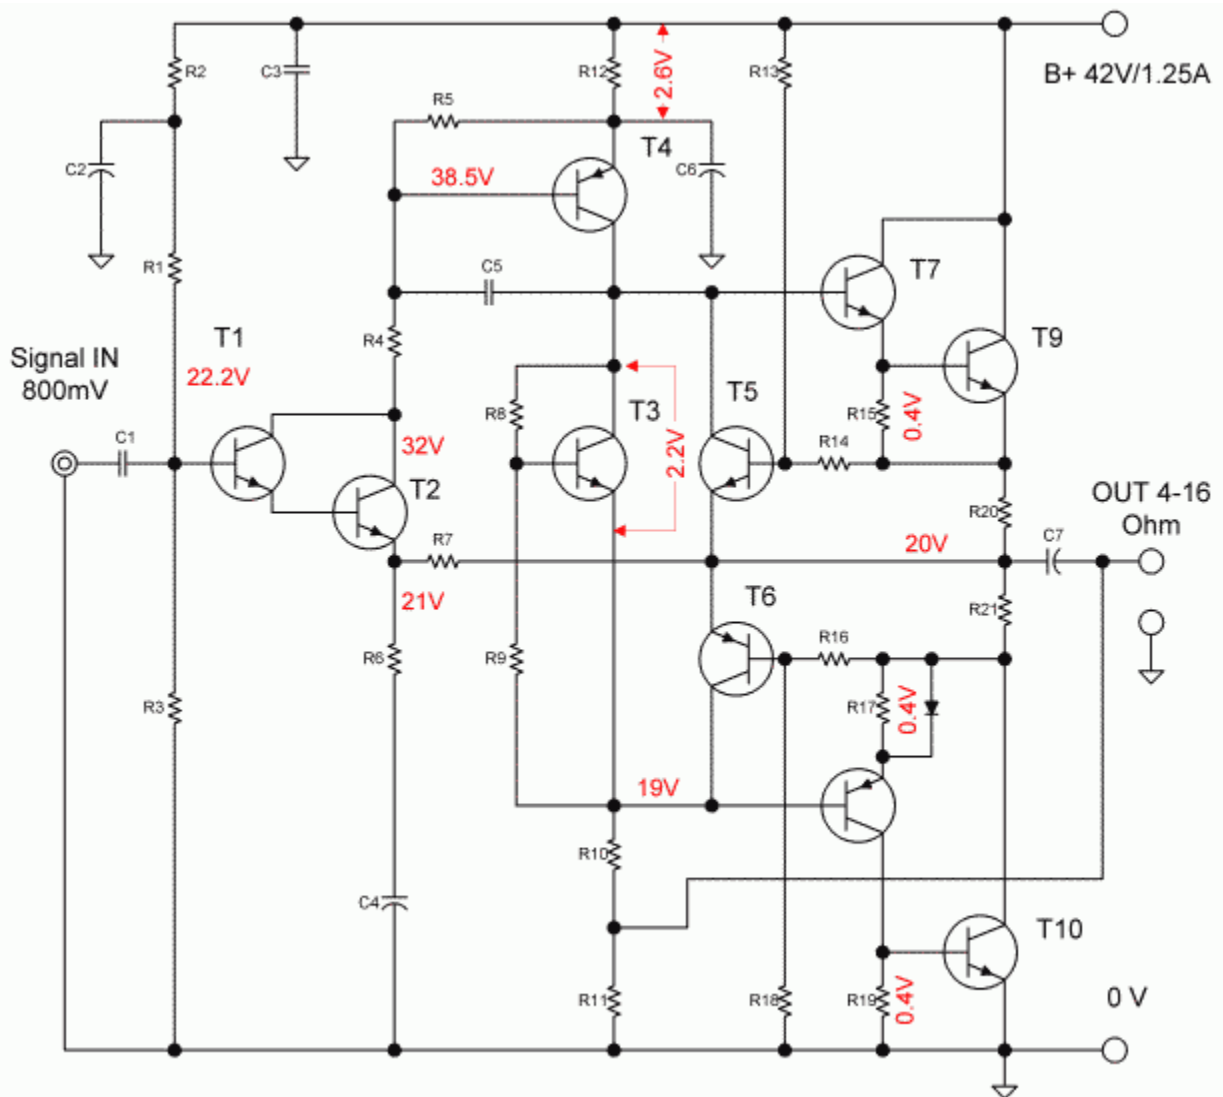 R2
C3
R12
2.6V
R13
B+ 42V/1.25A
R5
T4
C2
38.5V
C6
R1
C5
T7
T1
R4
T9
Signal IN
800mV
22.2V
R8
T3
T5
R15
0.4V
C1
32V
2.2V
R14
T2
OUT 4-16
Ohm
R7
20V
R20
C7
21V
T6
R21
R6
R9
R16
R3
R17
0.4V
19V
R10
C4
T10
R11
R18
R19
0.4V
0 V